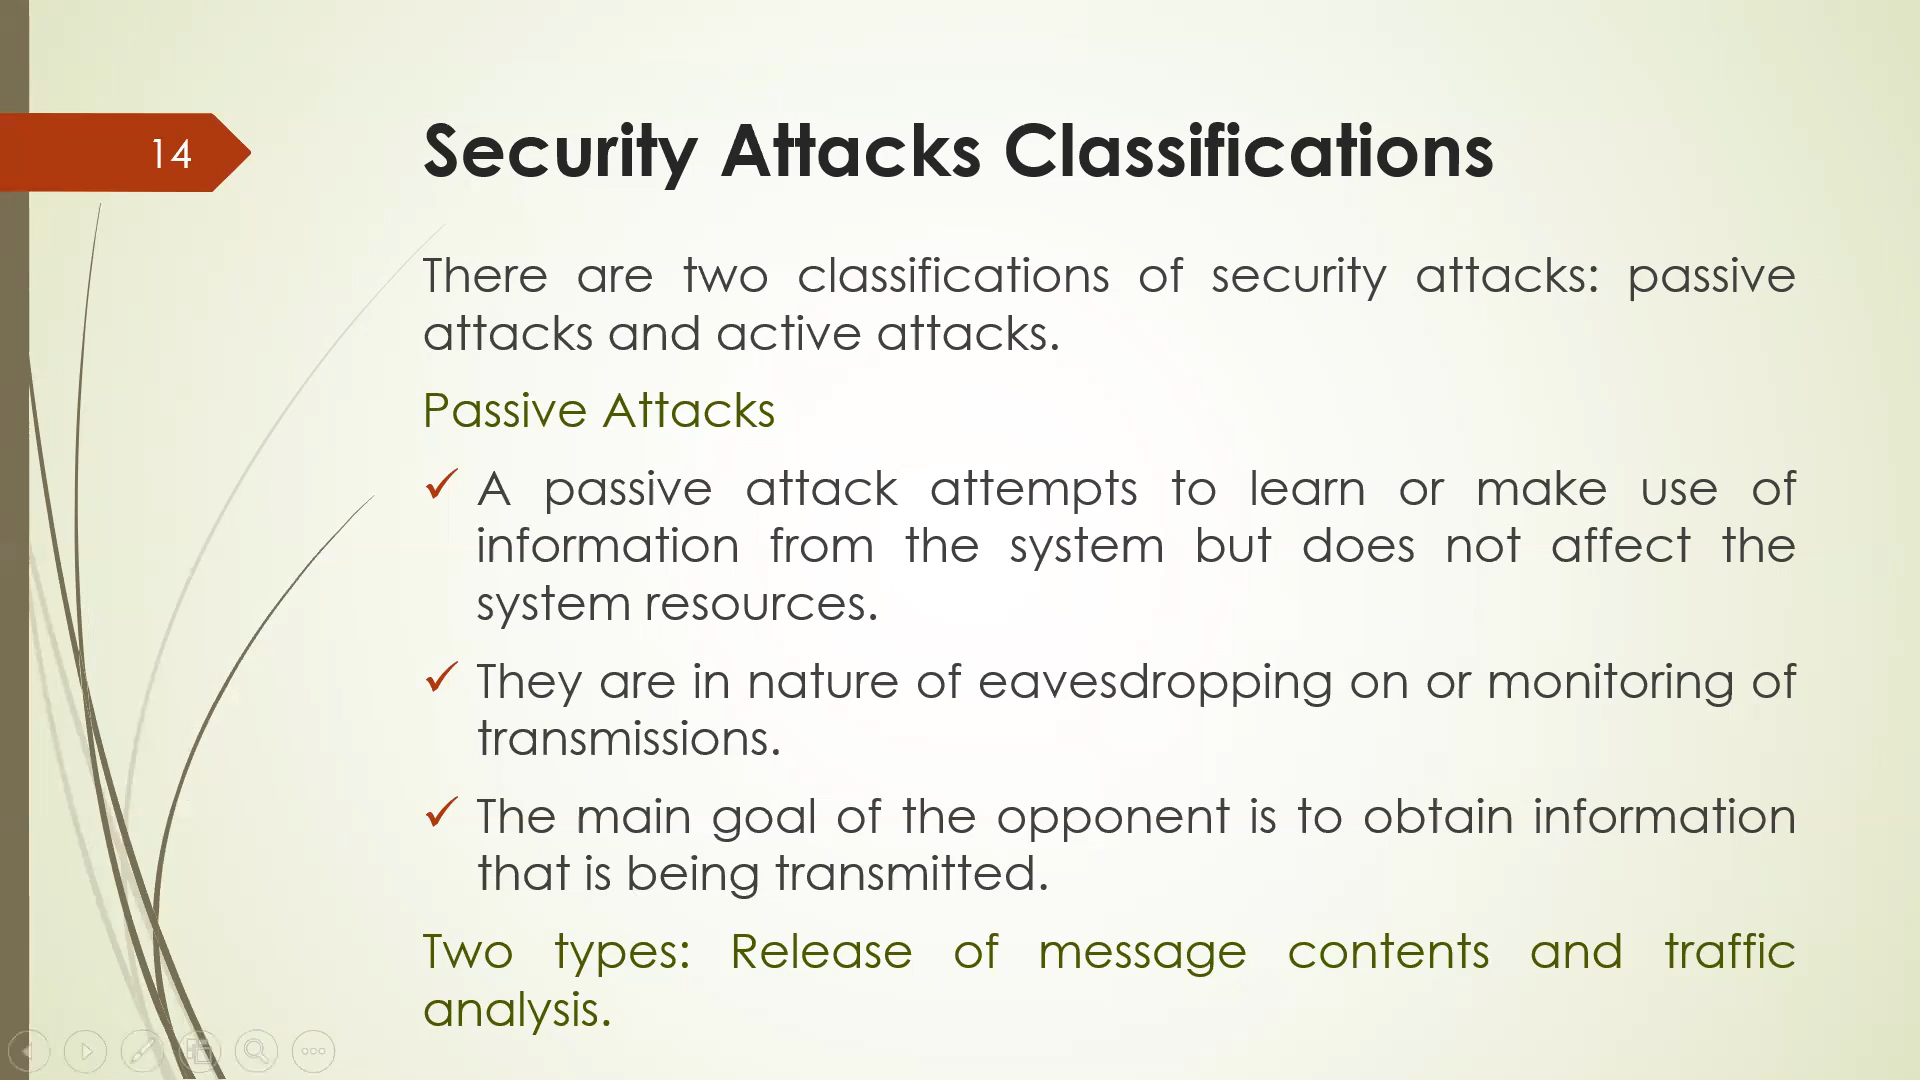 14
Security Attacks Classifications
There are two classifications of security attacks: passive
attacks and active attacks.
Passive Attacks
✓ A passive attack attempts to learn or make use of
information from the system but does not affect the
system resources.
✓ They are in nature of eavesdropping on or monitoring of
transmissions.
✓ The main goal of the opponent is to obtain information
that is being transmitted.
Two types: Release of message contents and traffic
analysis.